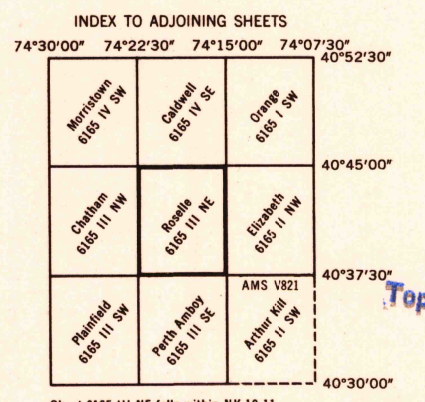 INDEX TO ADJOINING SHEETS
74°30'00" 74°22'30" 74°15'00" 74°07'30"
40°52'30"
Morristown
6165 IV SW
Caldwell
6165 IV SE
Orange
6165 I SW
40°45'00"
Chatham
6165 III NW
Roselle
6165 III NE
Elizabeth
6165 II NW
40°37'30"
AMS V821
Plainfield
6165 III SW
Perth Amboy
6165 III SE
Arthur Kill
6165 II SW
40°30'00"